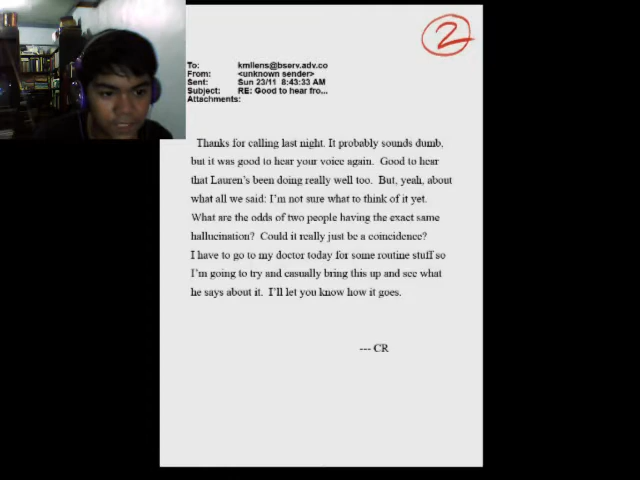 2
To: kmllens@bserv.adv.co
From: <unknown sender>
Sent: Sun 23/11 8:43:33 AM
Subject: RE: Good to hear fro...
Attachments:
Thanks for calling last night. It probably sounds dumb,
but it was good to hear your voice again. Good to hear
that Lauren's been doing really well too. But, yeah, about
what all we said: I'm not sure what to think of it yet.
What are the odds of two people having the exact same
hallucination? Could it really just be a coincidence?
I have to go to my doctor today for some routine stuff so
I'm going to try and casually bring this up and see what
he says about it. I'll let you know how it goes.
--- CR